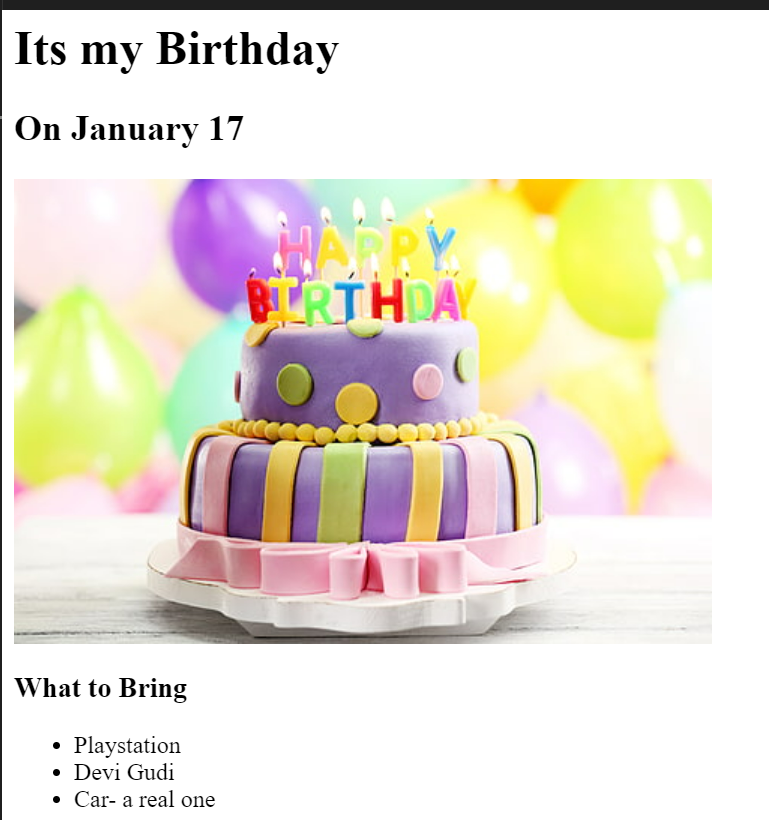 Its my Birthday
On January 17
HAPPY
BIRTHDAY
What to Bring
Playstation
Devi Gudi
Car- a real one